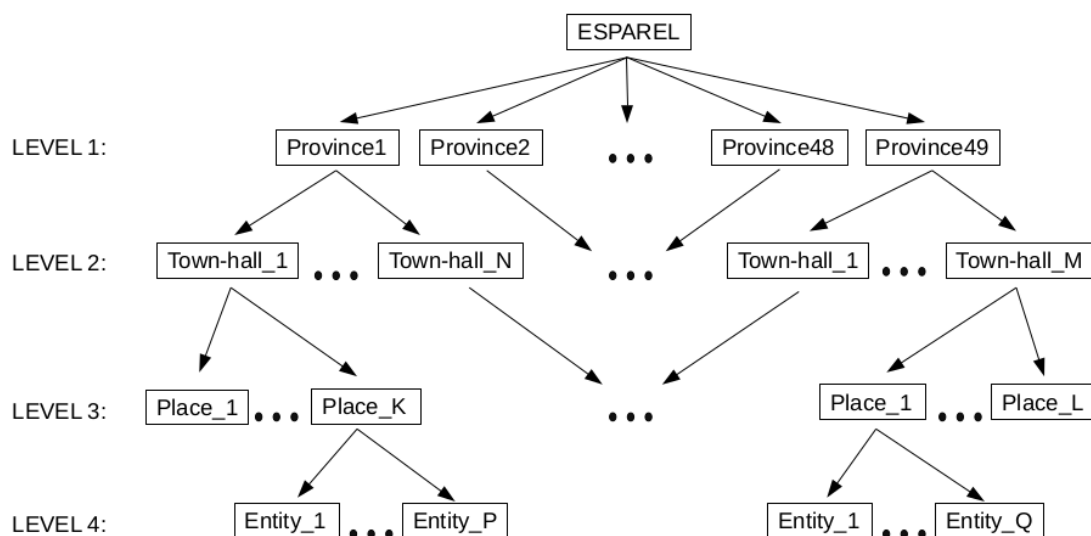 ESPAREL
LEVEL 1: Province1 Province2 ... Province48 Province49
LEVEL 2: Town-hall_1 ... Town-hall_N ... Town-hall_1 ... Town-hall_M
LEVEL 3: Place_1 ... Place_K ... Place_1 ... Place_L
LEVEL 4: Entity_1 ... Entity_P Entity_1 ... Entity_Q